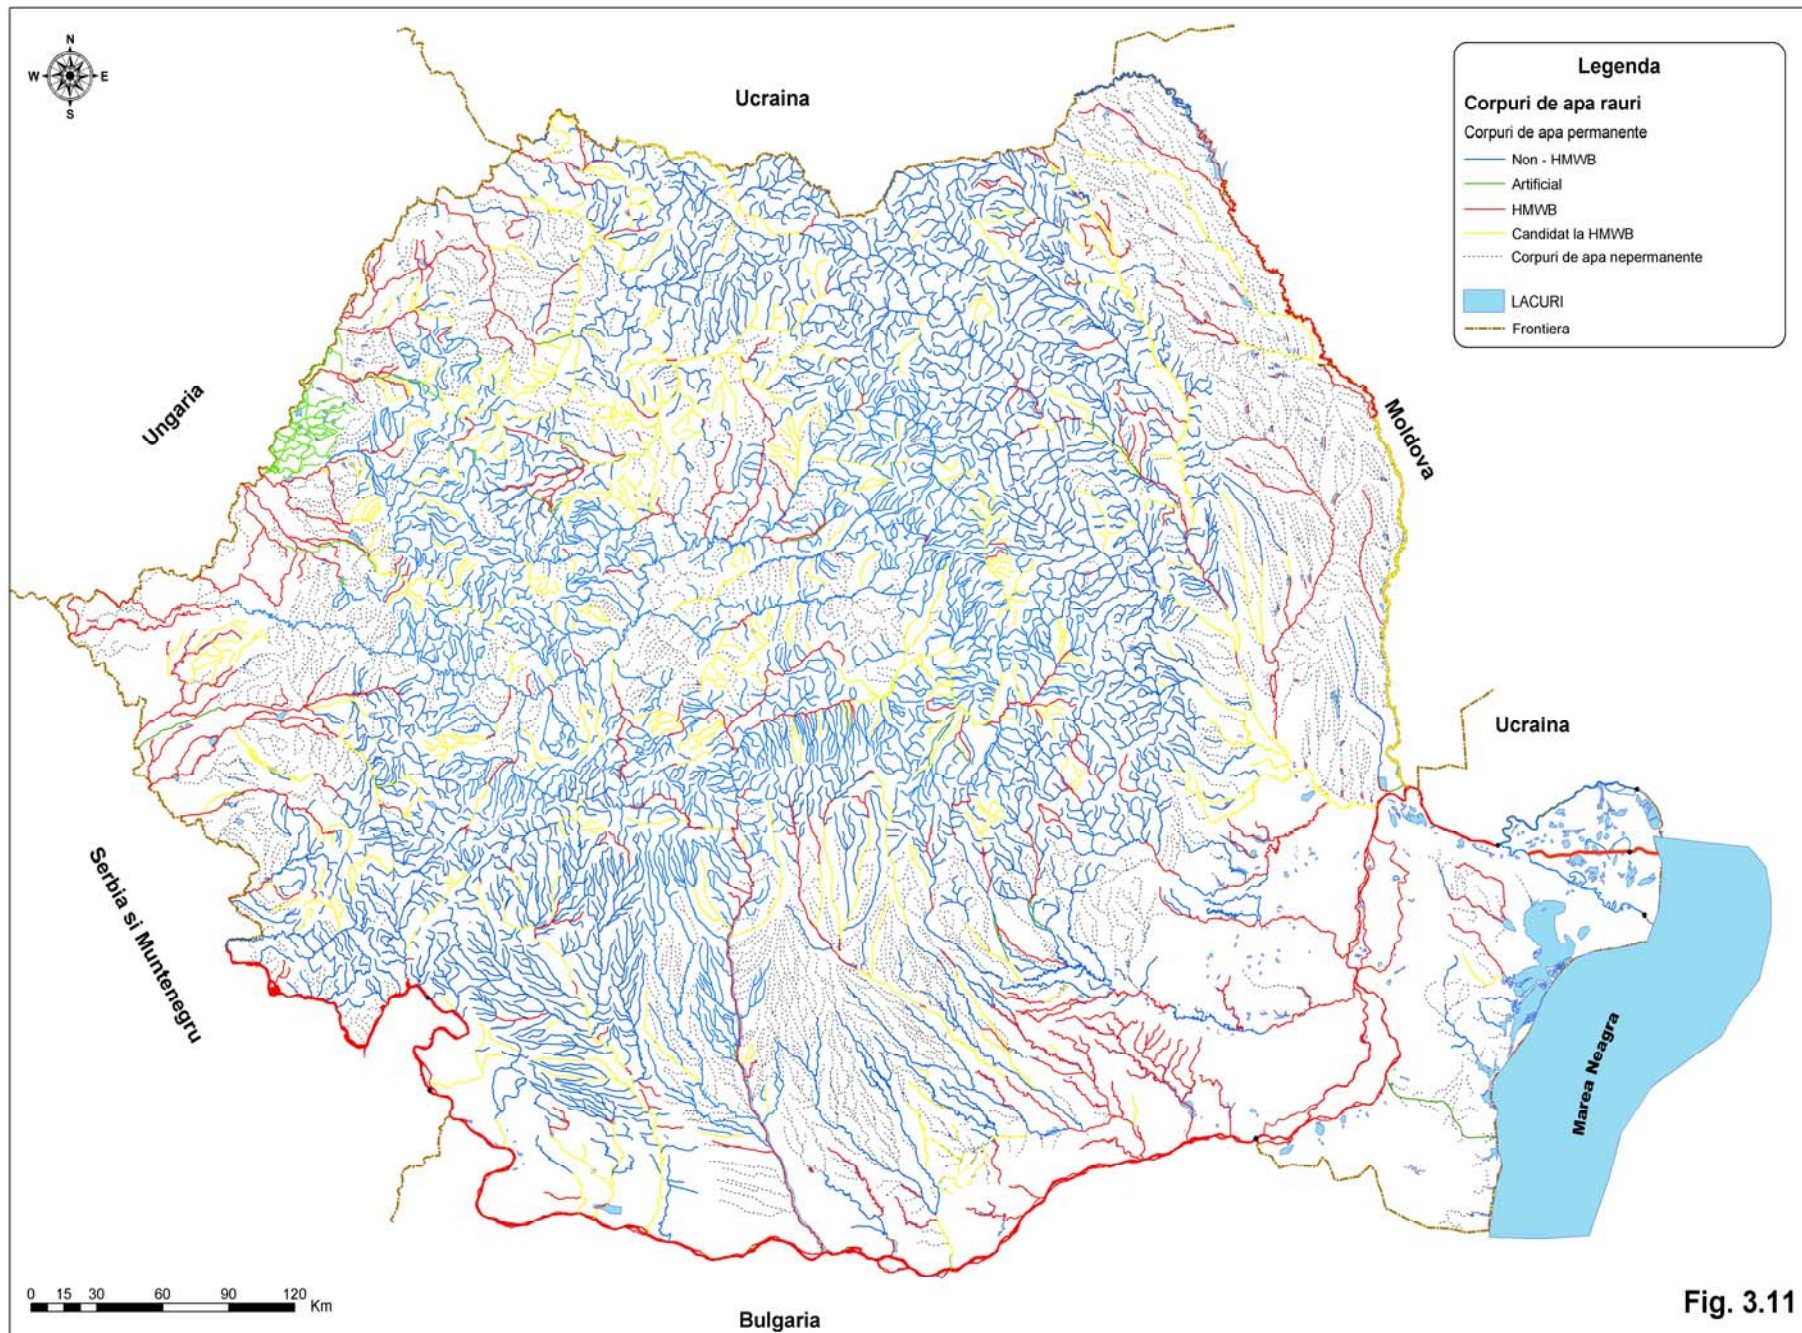 N
W
E
S
Ucraina
Legenda
Corpuri de apa rauri
Corpuri de apa permanente
Non - HMWB
Artificial
HMWB
Candidat la HMWB
Corpuri de apa nepermanente
LACURI
Frontiera
Ungaria
Moldova
Ucraina
Serbia si Muntenegru
Marea Neagra
0 15 30 60 90 120
Km
Bulgaria
Fig. 3.11